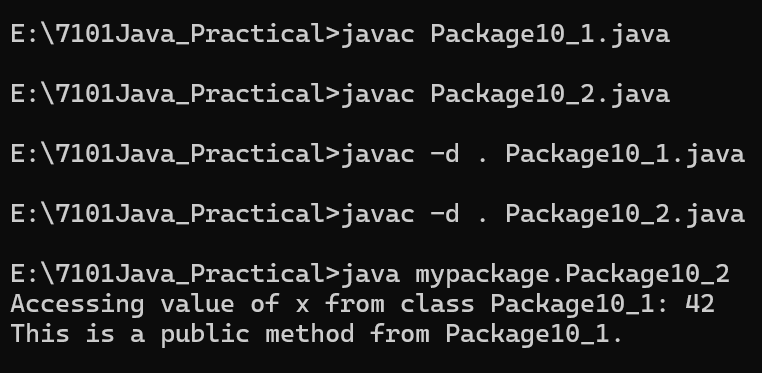 E:\7101Java_Practical>javac Package10_1.java
E:\7101Java_Practical>javac Package10_2.java
E:\7101Java_Practical>javac -d . Package10_1.java
E:\7101Java_Practical>javac -d . Package10_2.java
E:\7101Java_Practical>java mypackage.Package10_2
Accessing value of x from class Package10_1: 42
This is a public method from Package10_1.